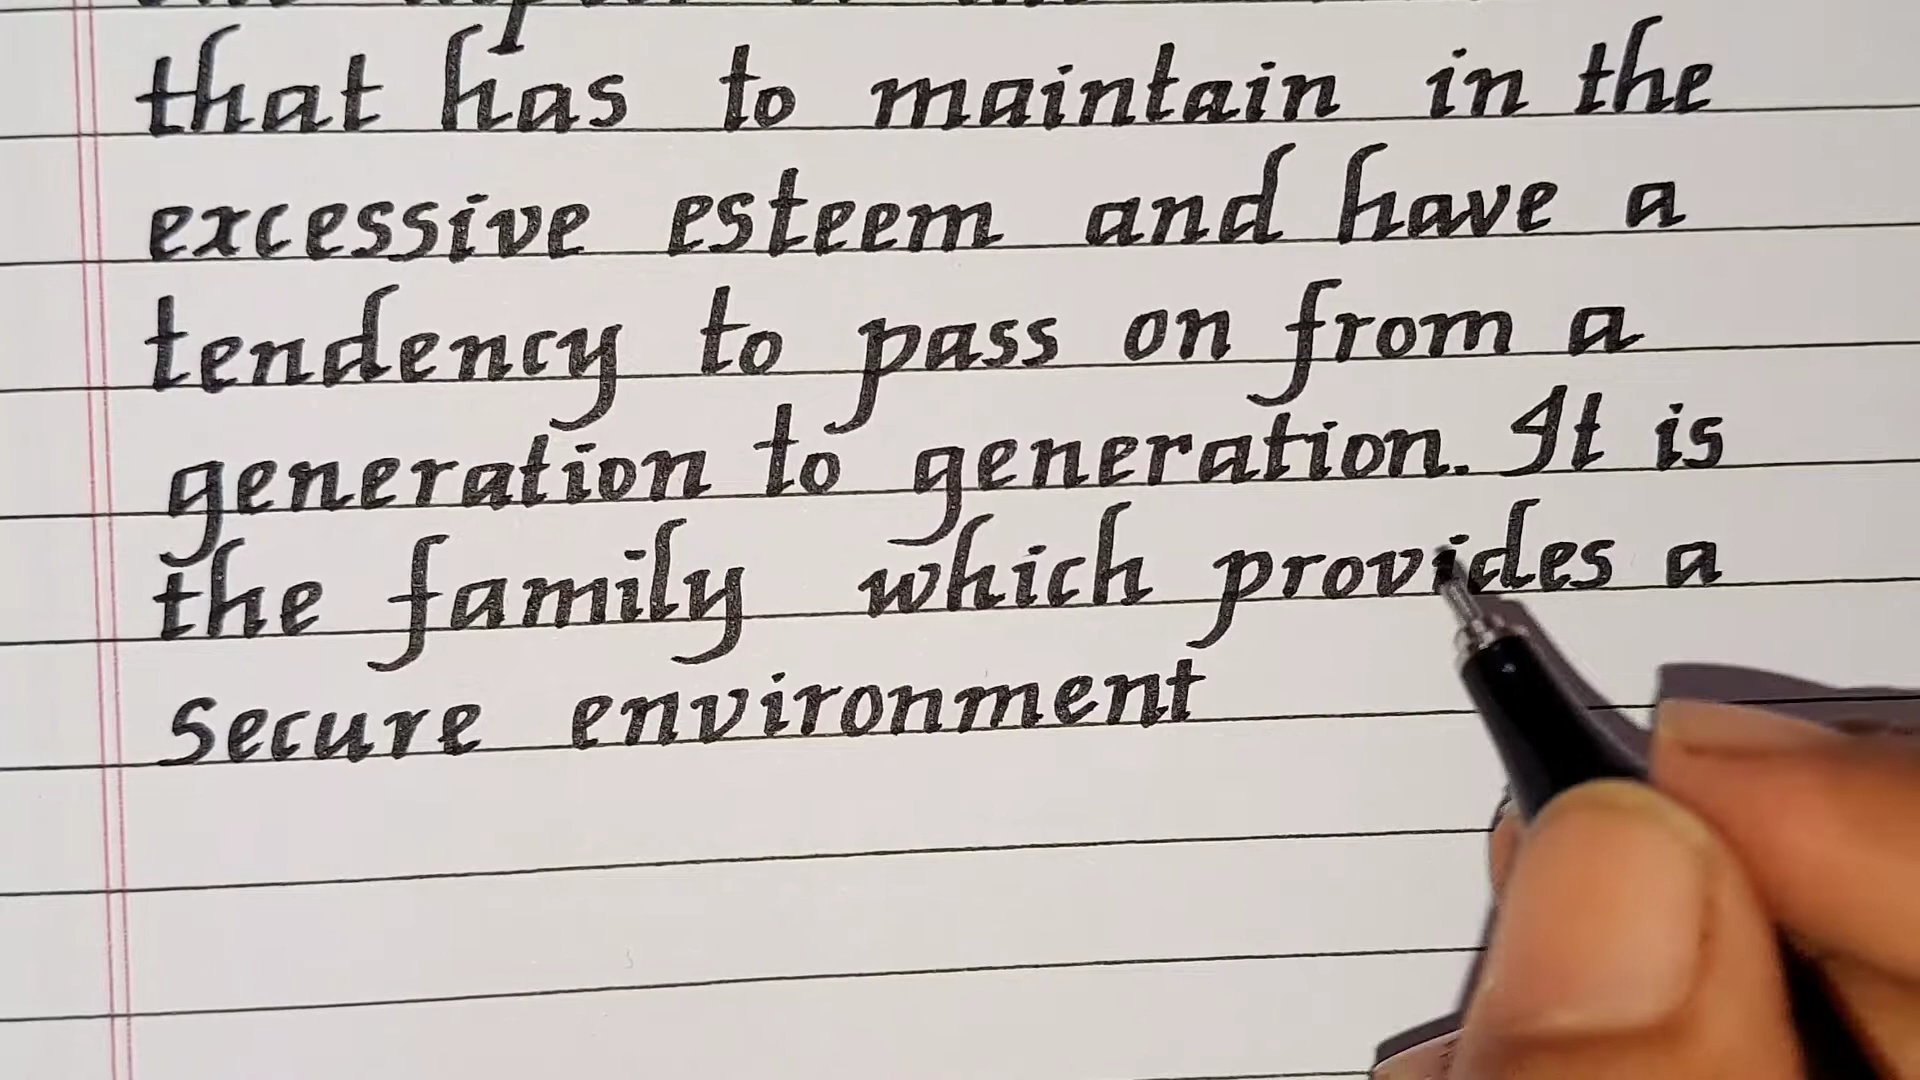 that has to maintain in the
excessive esteem and have a
tendency to pass on from a
generation to generation. It is
the family which provides a
secure environment